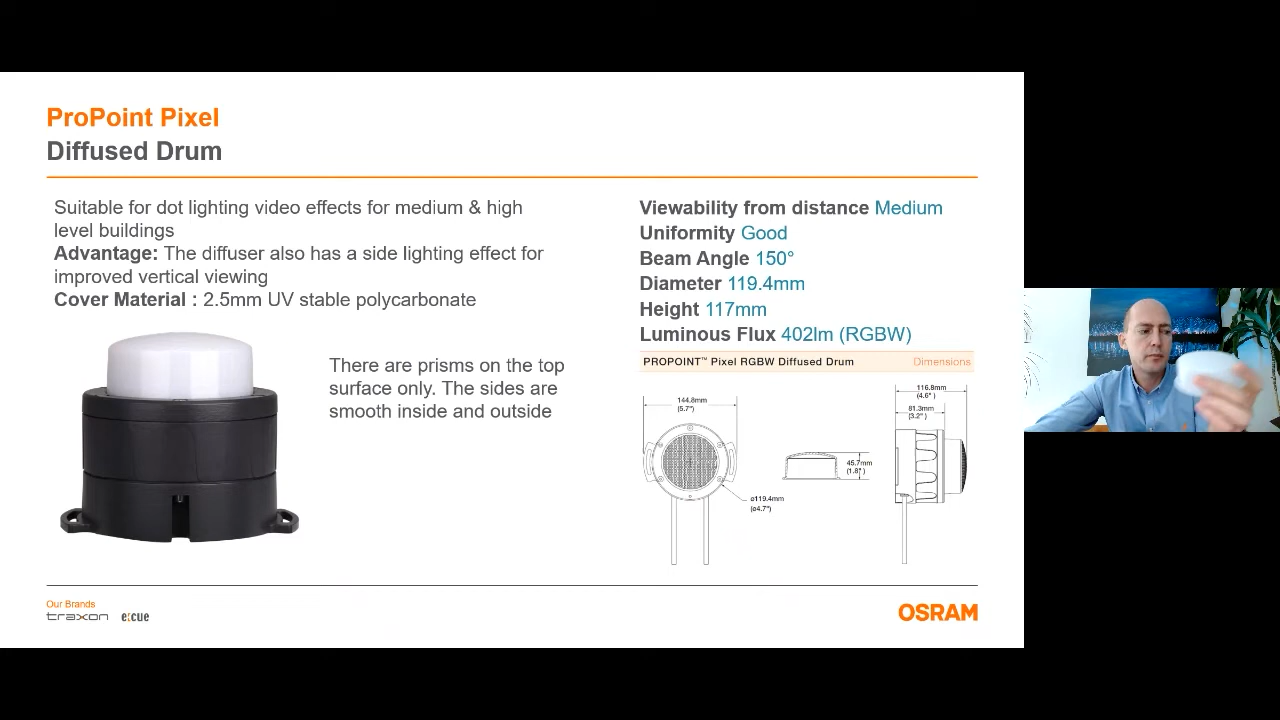 ProPoint Pixel
Diffused Drum
Suitable for dot lighting video effects for medium & high
level buildings
Advantage: The diffuser also has a side lighting effect for
improved vertical viewing
Cover Material : 2.5mm UV stable polycarbonate
There are prisms on the top
surface only. The sides are
smooth inside and outside
Viewability from distance Medium
Uniformity Good
Beam Angle 150°
Diameter 119.4mm
Height 117mm
Luminous Flux 402lm (RGBW)
PROPOINT™ Pixel RGBW Diffused Drum Dimensions
144.8mm
(5.7")
ø119.4mm
(ø4.7")
45.7mm
(1.8")
116.8mm
(4.6")
81.3mm
(3.2")
Our Brands
traxon e:cue
OSRAM